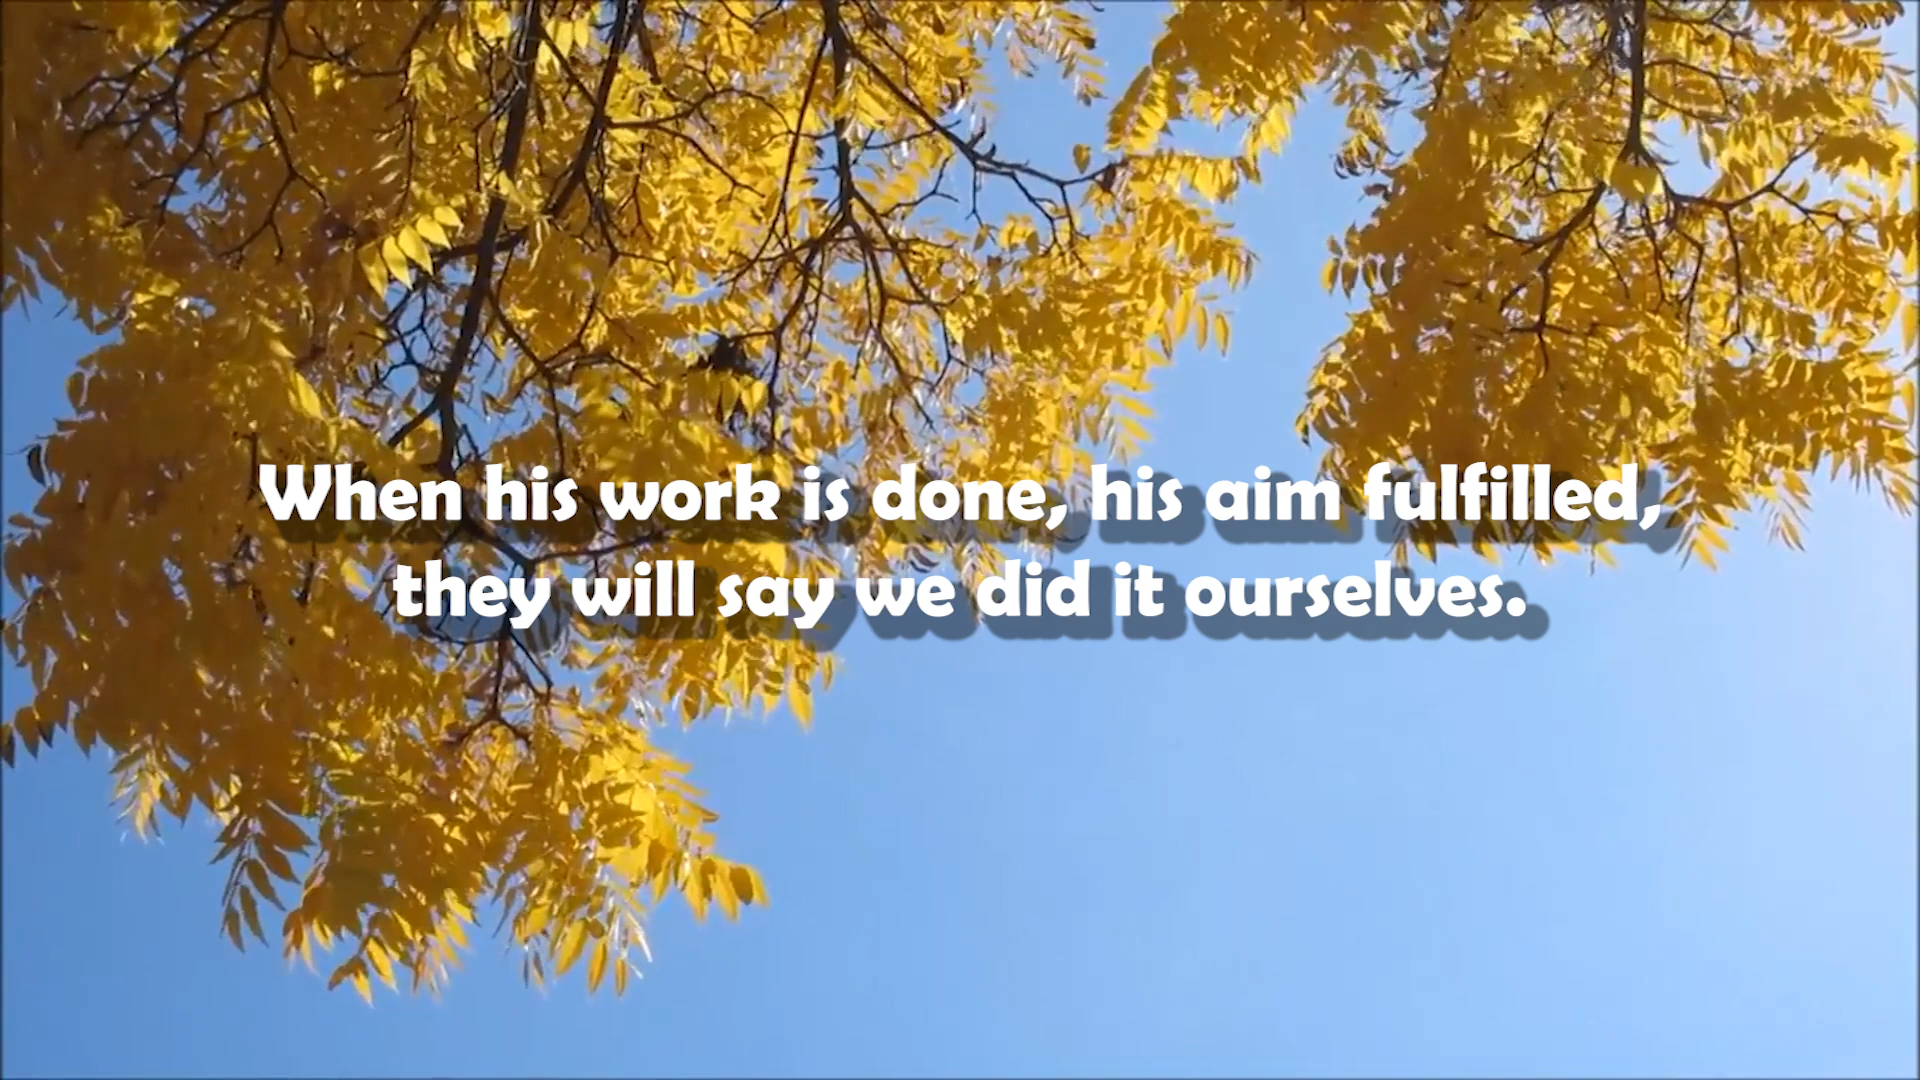 When his work is done, his aim fulfilled,
they will say we did it ourselves.